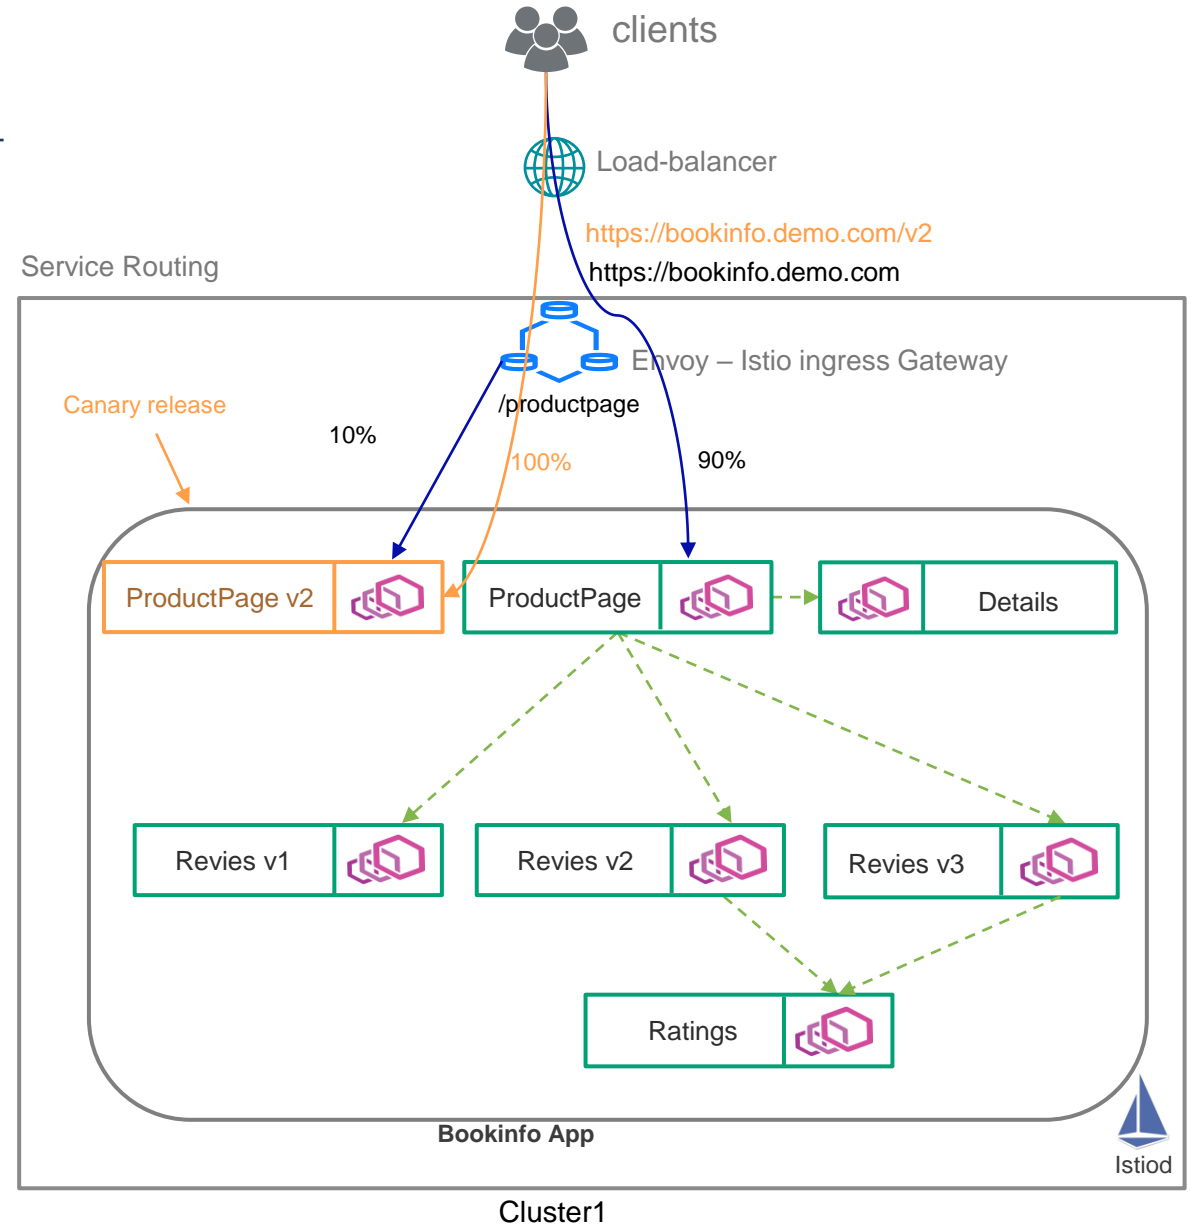 clients
Load-balancer
https://bookinfo.demo.com/v2
https://bookinfo.demo.com
Service Routing
Envoy – Istio ingress Gateway
/productpage
Canary release
10%
100%
90%
ProductPage v2
ProductPage
Details
Revies v1
Revies v2
Revies v3
Ratings
Bookinfo App
Istiod
Cluster1